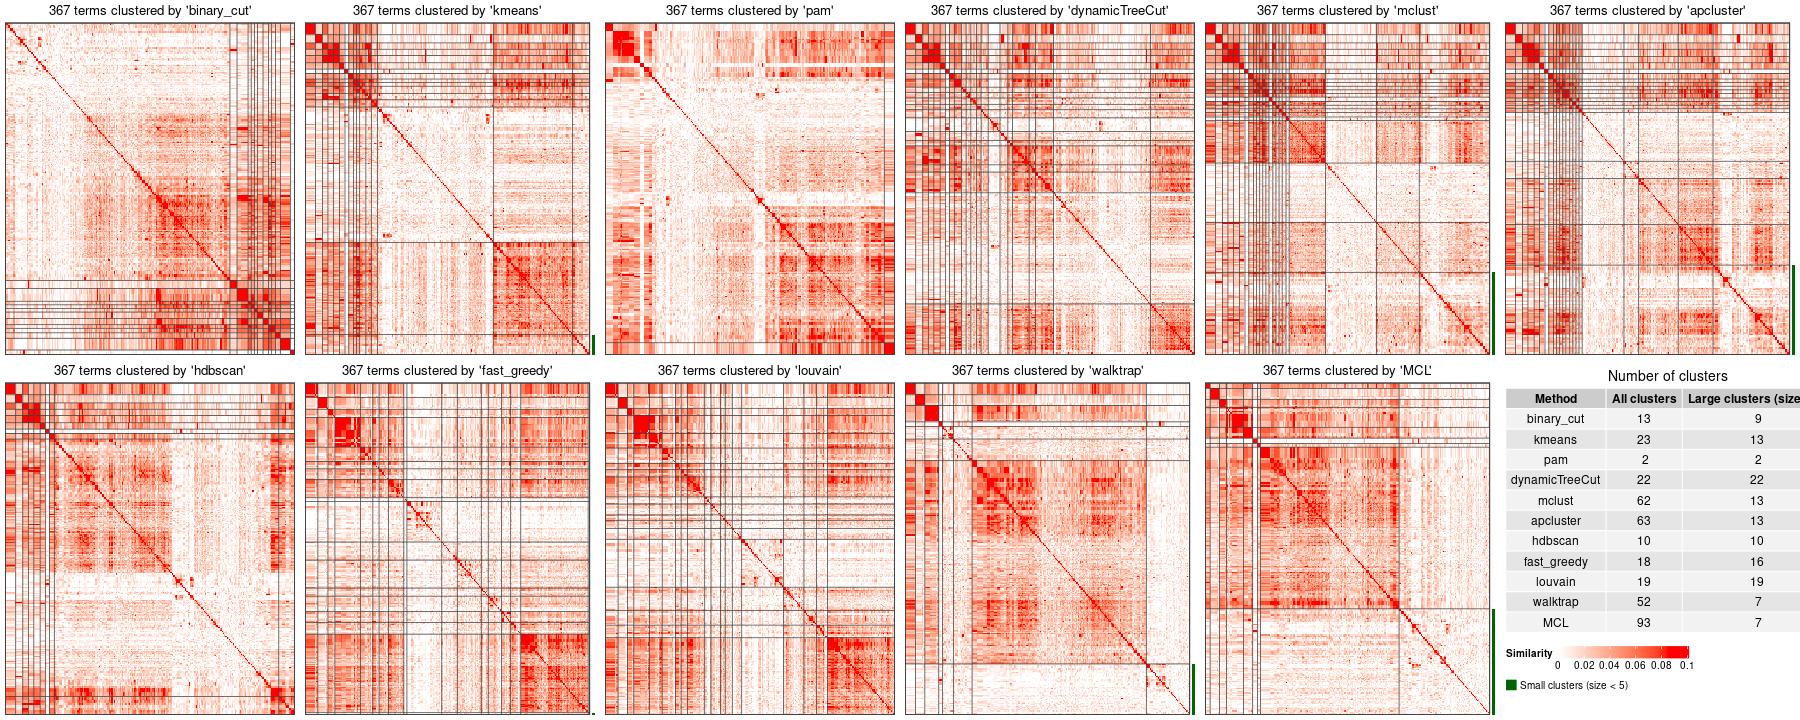 367 terms clustered by 'binary_cut'
367 terms clustered by 'kmeans'
367 terms clustered by 'pam'
367 terms clustered by 'dynamicTreeCut'
367 terms clustered by 'mclust'
367 terms clustered by 'apcluster'
367 terms clustered by 'hdbscan'
367 terms clustered by 'fast_greedy'
367 terms clustered by 'louvain'
367 terms clustered by 'walktrap'
367 terms clustered by 'MCL'
Number of clusters
Method All clusters Large clusters (size
binary_cut 13 9
kmeans 23 13
pam 2 2
dynamicTreeCut 22 22
mclust 62 13
apcluster 63 13
hdbscan 10 10
fast_greedy 18 16
louvain 19 19
walktrap 52 7
MCL 93 7
Similarity
0 0.02 0.04 0.06 0.08 0.1
Small clusters (size < 5)